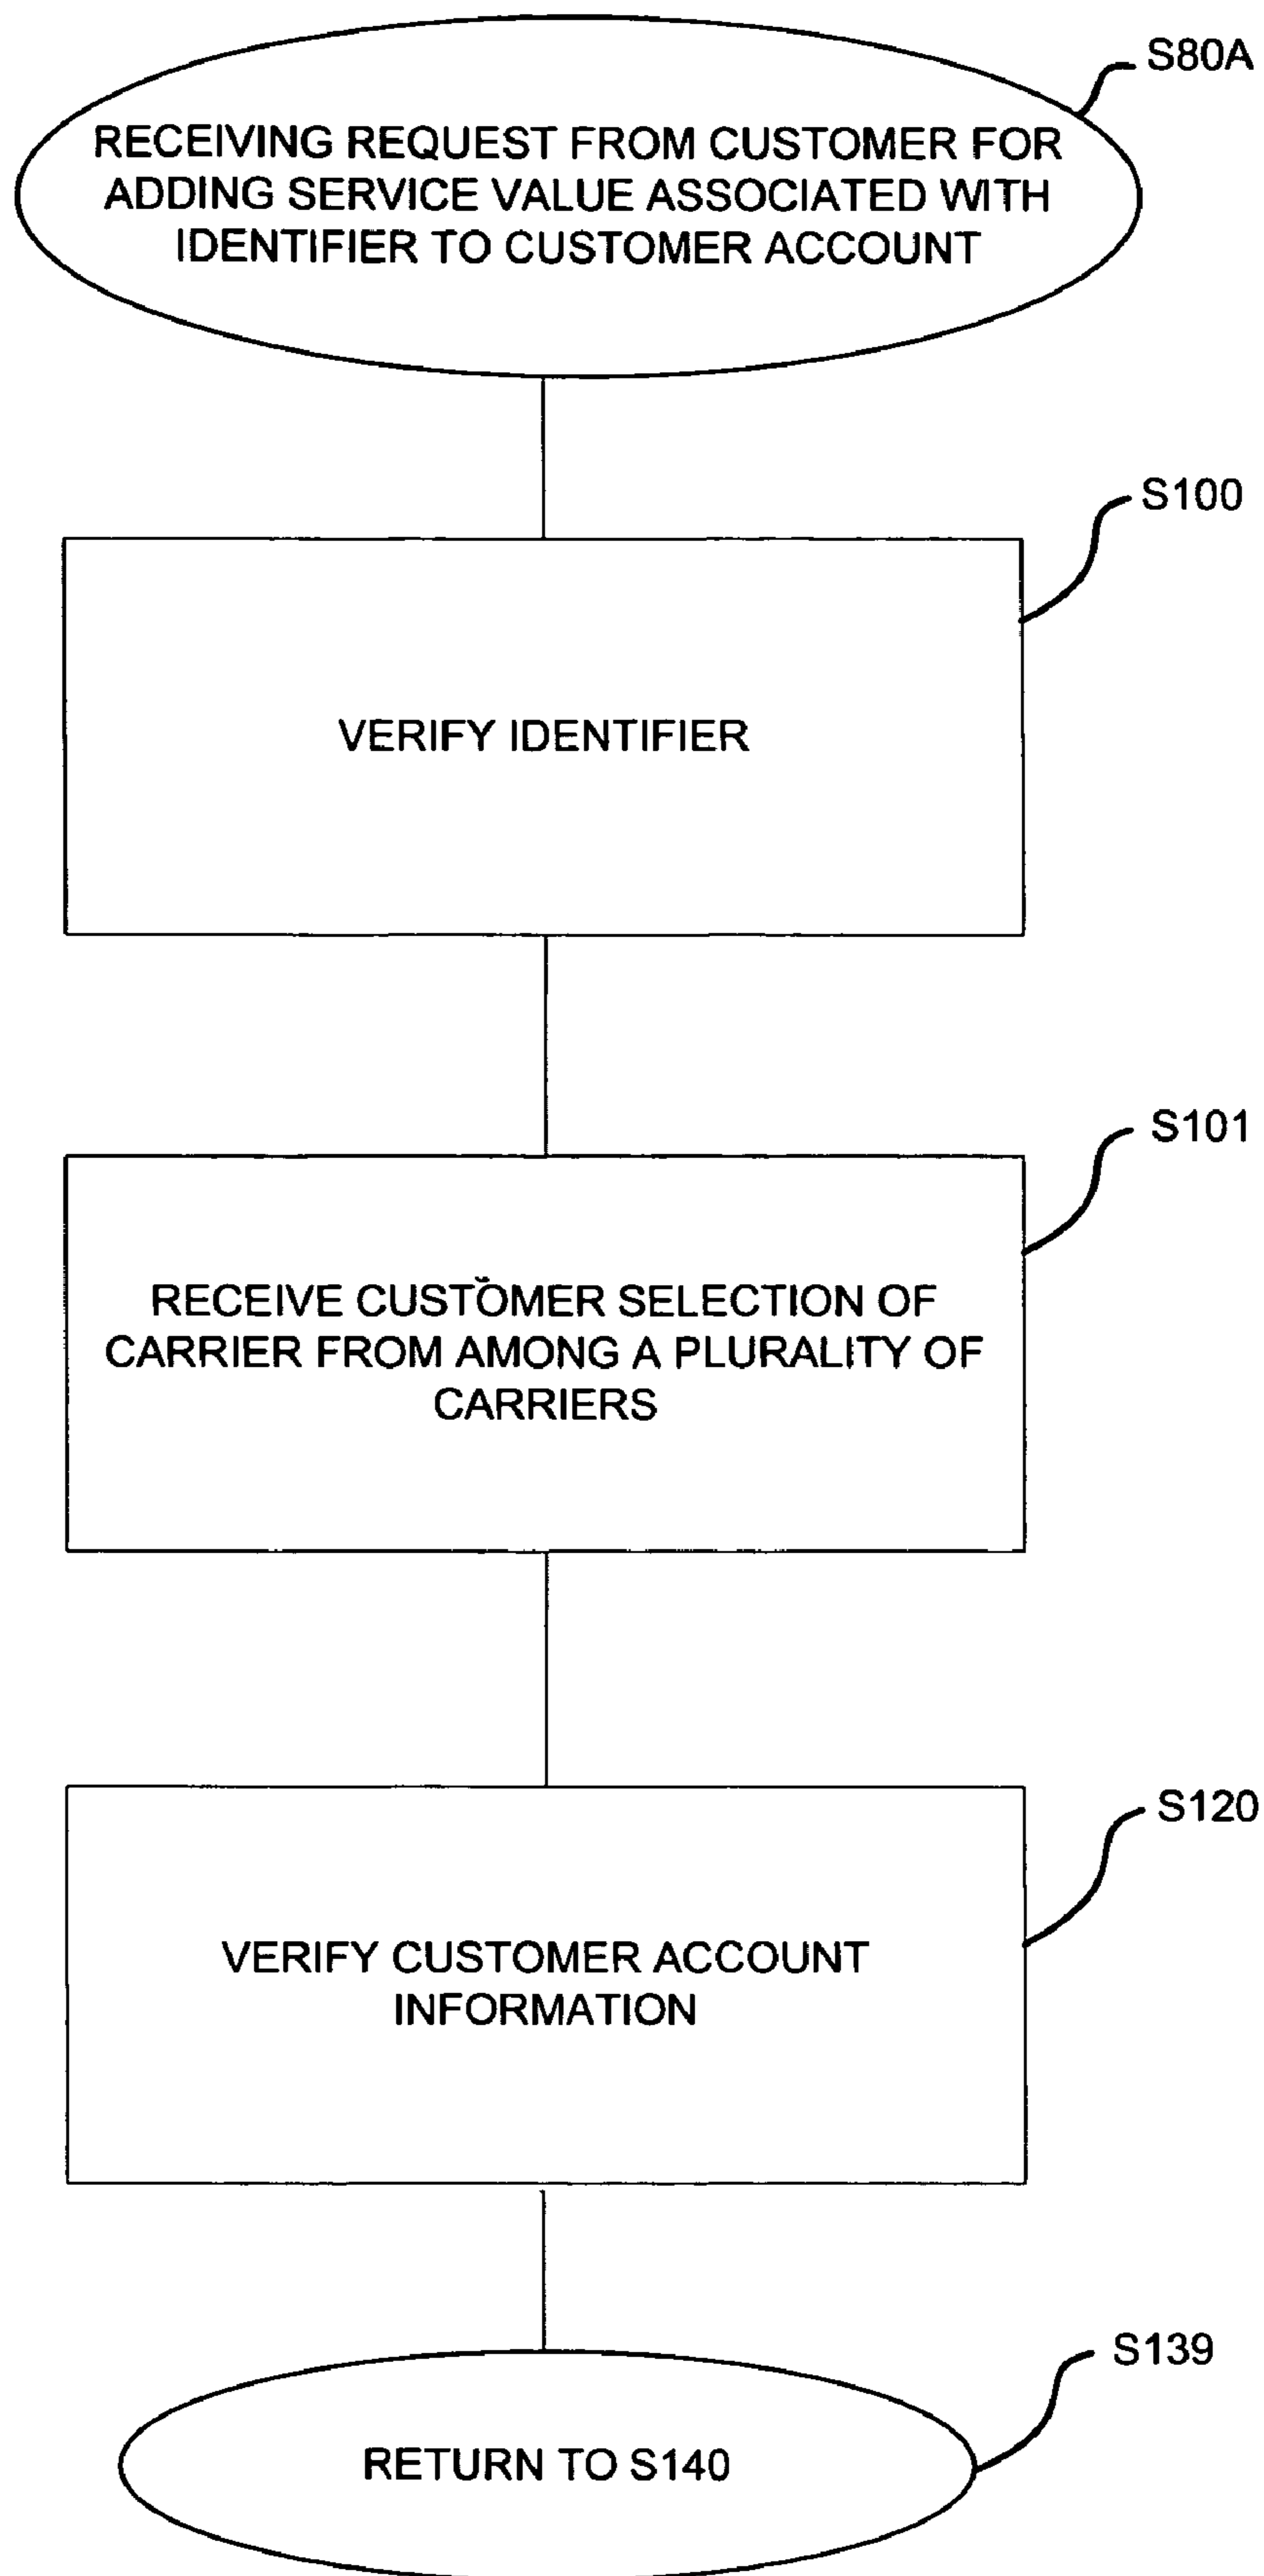 S80A
RECEIVING REQUEST FROM CUSTOMER FOR
ADDING SERVICE VALUE ASSOCIATED WITH
IDENTIFIER TO CUSTOMER ACCOUNT
S100
VERIFY IDENTIFIER
S101
RECEIVE CUSTOMER SELECTION OF
CARRIER FROM AMONG A PLURALITY OF
CARRIERS
S120
VERIFY CUSTOMER ACCOUNT
INFORMATION
S139
RETURN TO S140